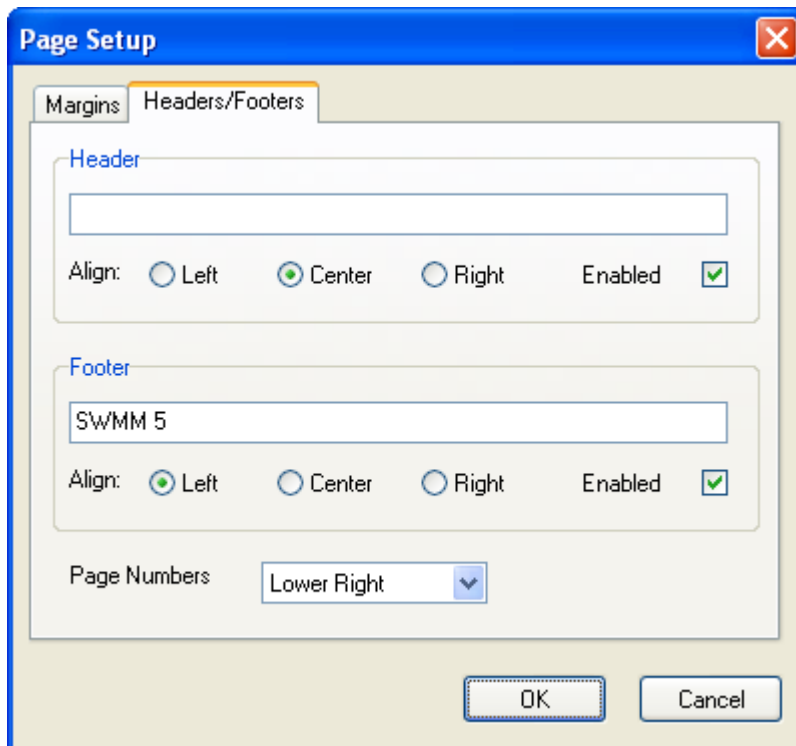 Page Setup
Margins Headers/Footers
Header
Align: Left Center Right Enabled
Footer
SWMM 5
Align: Left Center Right Enabled
Page Numbers Lower Right
OK Cancel